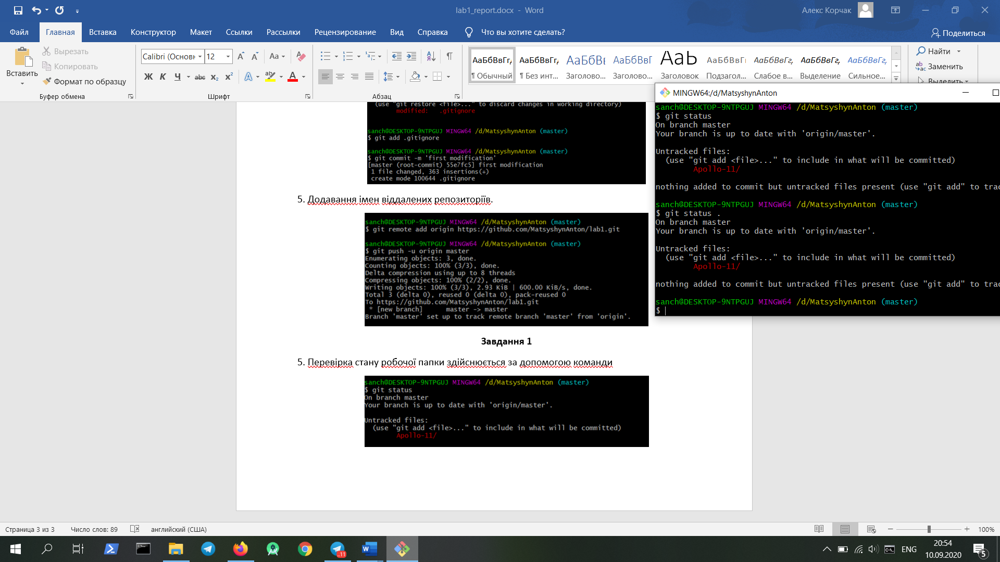 lab1_report.docx - Word
Алекс Корчак
Файл
Главная
Вставка
Конструктор
Макет
Ссылки
Рассылки
Рецензирование
Вид
Справка
Что вы хотите сделать?
Поделиться
Вставить
Вырезать
Копировать
Формат по образцу
Буфер обмена
Calibri (Основн
12
Aa
Ж К Ч abc x₂ x²
Шрифт
Абзац
АаБбВвГг,
¶ Обычный
АаБбВвГг,
¶ Без инт...
АаБбВв
Заголово...
АаБбВвГ
Заголово...
АаЬ
Заголовок
АаБбВвГг
Подзагол...
АаБбВвГг,
Слабое в...
АаБбВвГг,
Выделение
АаБбВвГг,
Сильное...
Найти
Заменить
Выделить
(use "git restore <file>..." to discard changes in working directory)
modified: .gitignore
sanch@DESKTOP-9NTPGUJ MINGW64 /d/MatsyshynAnton (master)
$ git add .gitignore
sanch@DESKTOP-9NTPGUJ MINGW64 /d/MatsyshynAnton (master)
$ git commit -m 'first modification'
[master (root-commit) 55e7fc5] first modification
1 file changed, 363 insertions(+)
create mode 100644 .gitignore
5. Додавання імен віддалених репозиторіїв.
sanch@DESKTOP-9NTPGUJ MINGW64 /d/MatsyshynAnton (master)
$ git remote add origin https://github.com/MatsyshynAnton/lab1.git
sanch@DESKTOP-9NTPGUJ MINGW64 /d/MatsyshynAnton (master)
$ git push -u origin master
Enumerating objects: 3, done.
Counting objects: 100% (3/3), done.
Delta compression using up to 8 threads
Compressing objects: 100% (2/2), done.
Writing objects: 100% (3/3), 2.93 KiB | 600.00 KiB/s, done.
Total 3 (delta 0), reused 0 (delta 0), pack-reused 0
To https://github.com/MatsyshynAnton/lab1.git
* [new branch] master -> master
Branch 'master' set up to track remote branch 'master' from 'origin'.
Завдання 1
5. Перевірка стану робочої папки здійснюється за допомогою команди
sanch@DESKTOP-9NTPGUJ MINGW64 /d/MatsyshynAnton (master)
$ git status
On branch master
Your branch is up to date with 'origin/master'.
Untracked files:
(use "git add <file>..." to include in what will be committed)
Apollo-11/
MINGW64:/d/MatsyshynAnton
sanch@DESKTOP-9NTPGUJ MINGW64 /d/MatsyshynAnton (master)
$ git status
On branch master
Your branch is up to date with 'origin/master'.
Untracked files:
(use "git add <file>..." to include in what will be committed)
Apollo-11/
nothing added to commit but untracked files present (use "git add" to trac
sanch@DESKTOP-9NTPGUJ MINGW64 /d/MatsyshynAnton (master)
$ git status .
On branch master
Your branch is up to date with 'origin/master'.
Untracked files:
(use "git add <file>..." to include in what will be committed)
Apollo-11/
nothing added to commit but untracked files present (use "git add" to trac
sanch@DESKTOP-9NTPGUJ MINGW64 /d/MatsyshynAnton (master)
$
Страница 3 из 3
Число слов: 89
английский (США)
100%
..11
ENG
20:54
10.09.2020
5